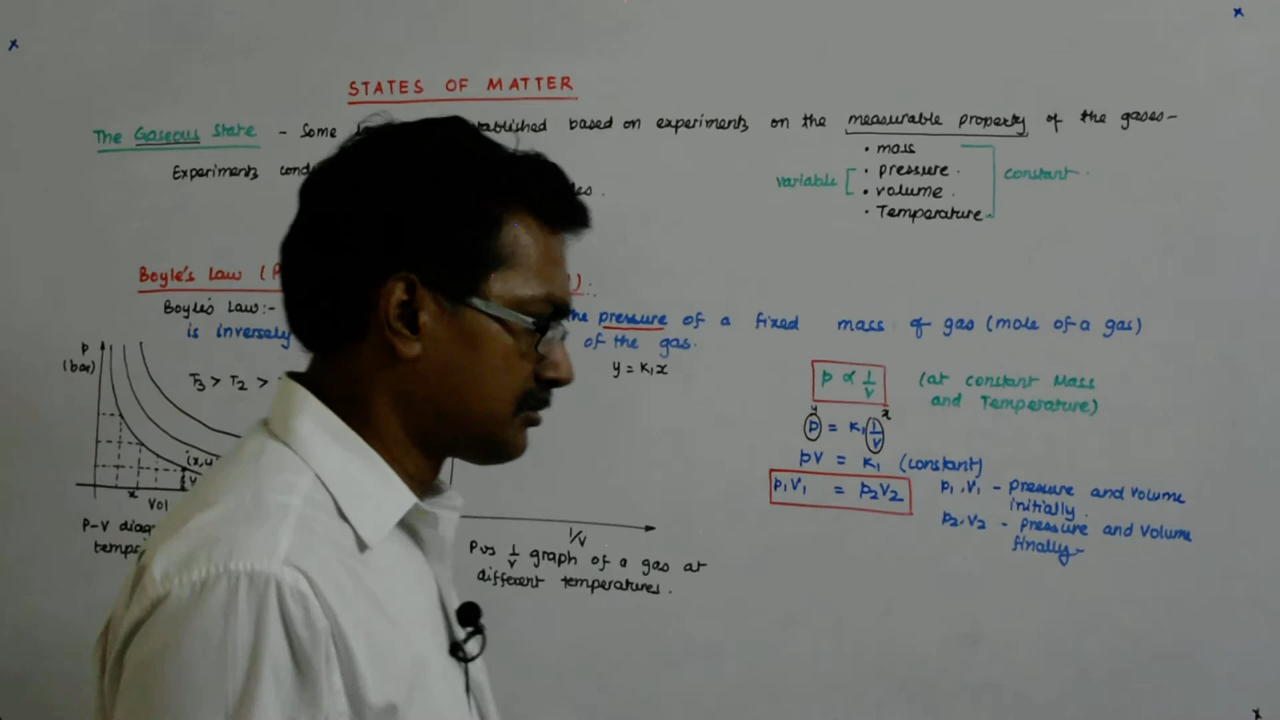 STATES OF MATTER
The Gaseous State - Some established based on experiments on the measurable property of the gases-
• mass
Experiments
• pressure.
variable
constant.
• volume.
• Temperature
Boyle's Law (
):
Boyle's Law:- the pressure of a fixed mass of gas (mole of a gas)
is inversely of the gas.
y = K₁x
P
(bar)
T₃ > T₂ >
p ∝ 1/V (at constant Mass
and Temperature)
y x
p = K₁ 1/V
pV = K₁ (constant)
p₁V₁ = p₂V₂
p₁,V₁ - Pressure and Volume
initially.
p₂,V₂ - Pressure and Volume
finally-
x
Vol
1/V
P-V
P vs 1/V graph of a gas at
different temperatures.